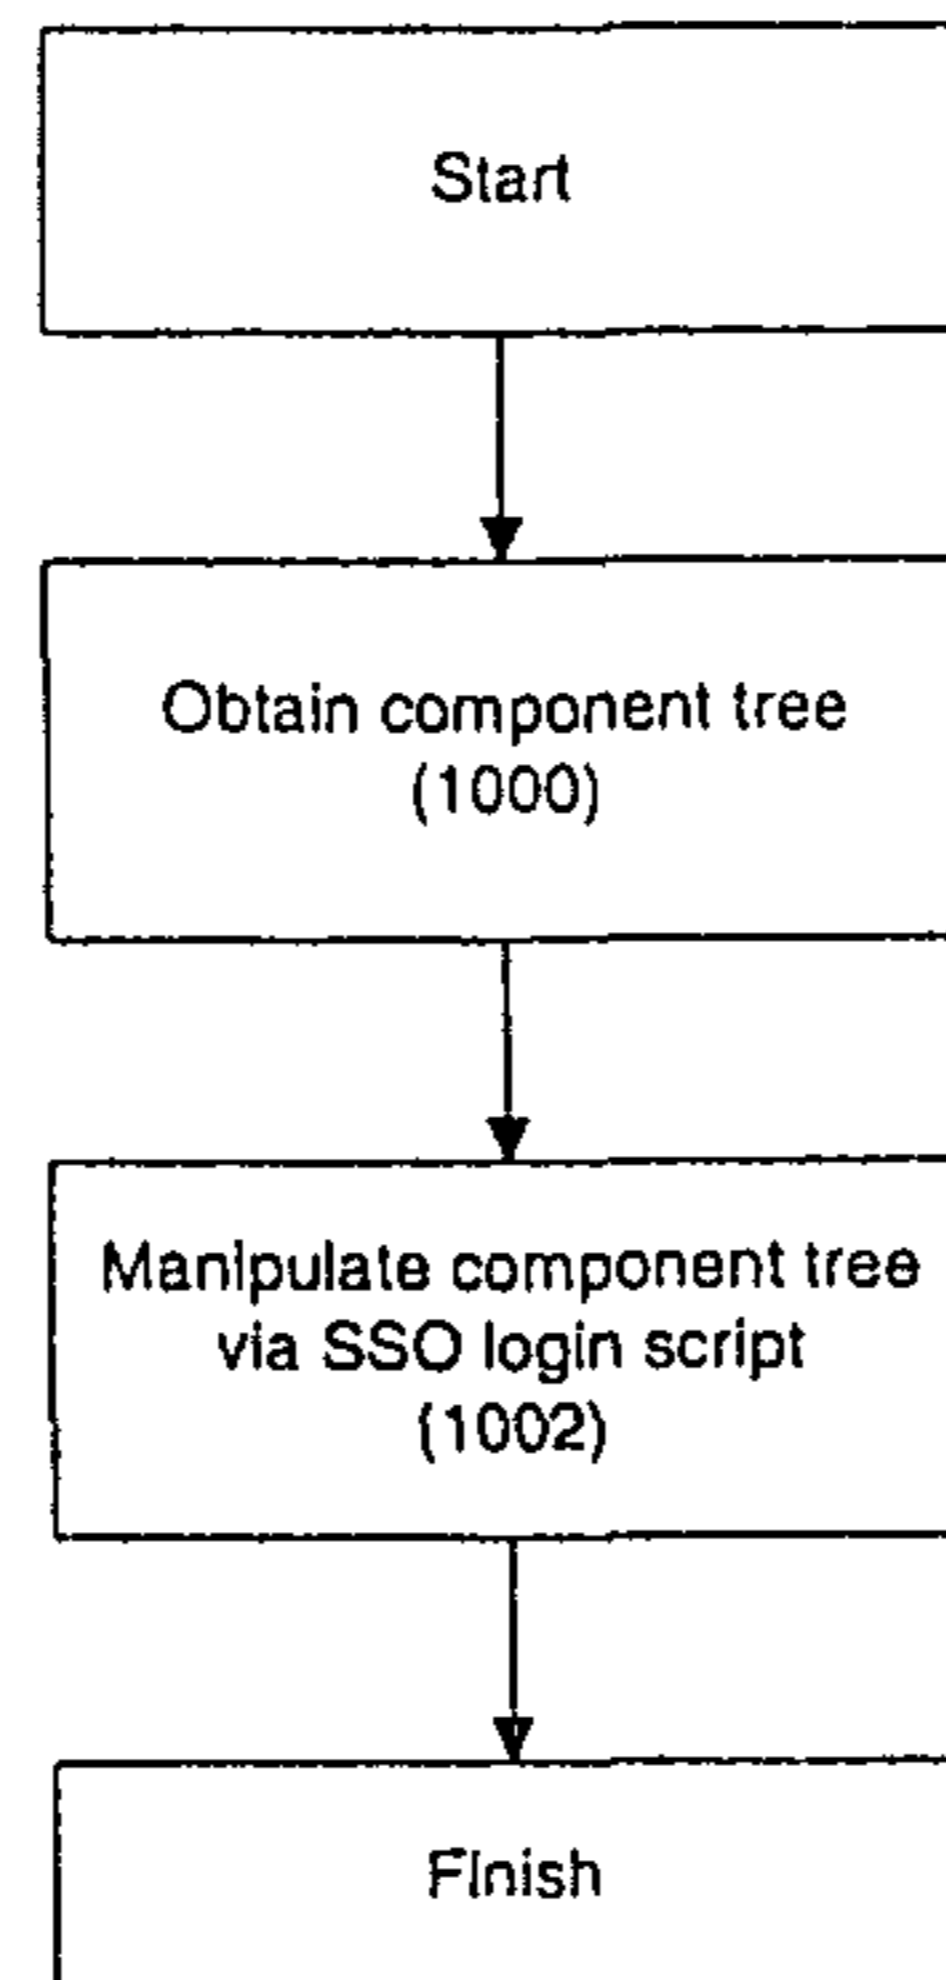 Start
Obtain component tree
(1000)
Manipulate component tree
via SSO login script
(1002)
Finish